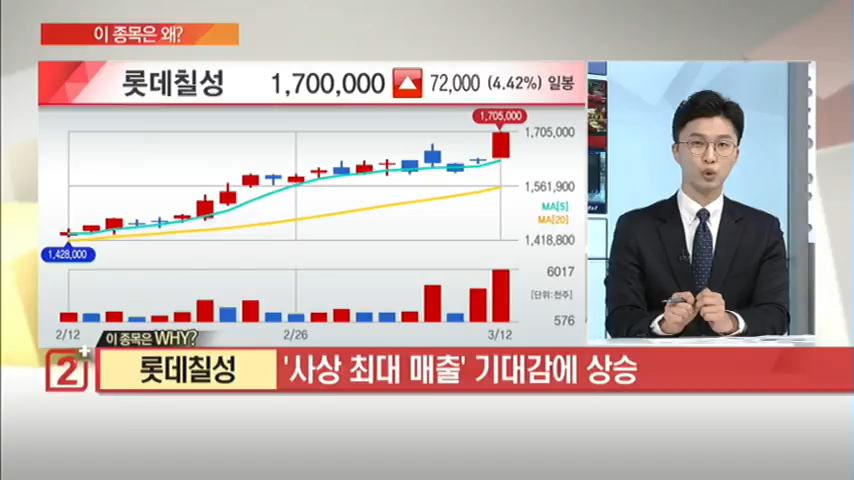 이 종목은 왜?
롯데칠성 1,700,000 72,000 (4.42%) 일봉
1,705,000
1,705,000
1,561,900
MA[5]
MA[20]
1,418,800
1,428,000
6017
[단위:천주]
576
2/12 2/26 3/12
이 종목은 WHY?
2+ 롯데칠성 '사상 최대 매출' 기대감에 상승